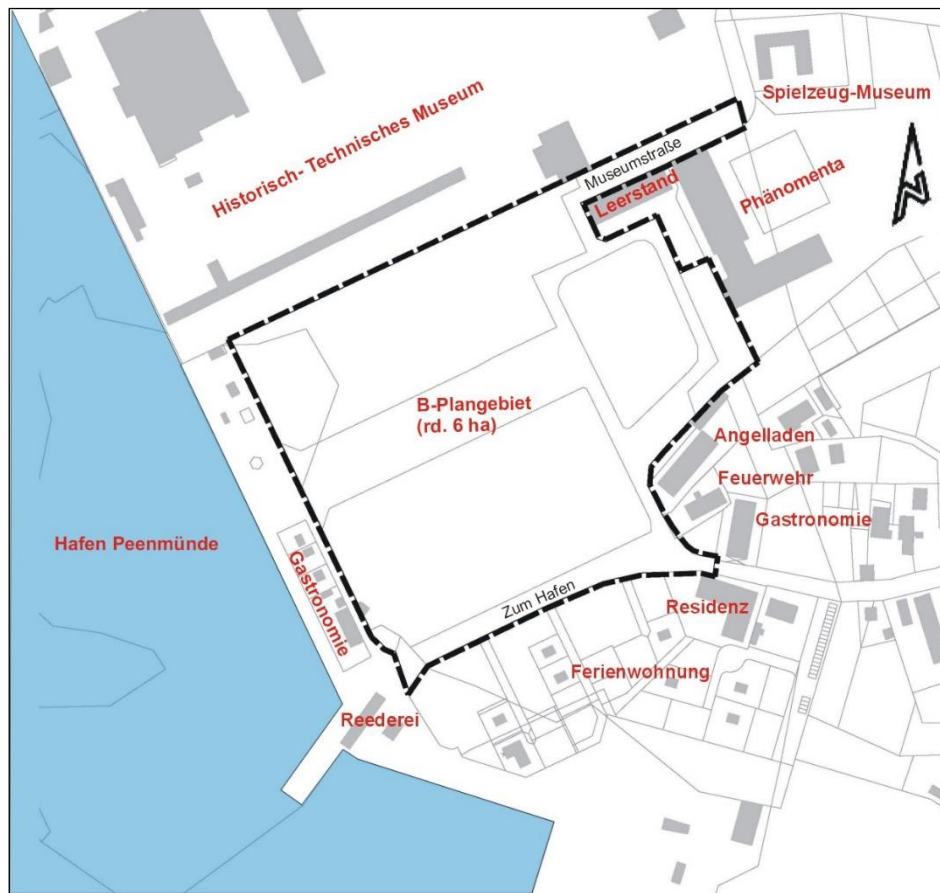 Spielzeug-Museum
Historisch- Technisches Museum
Museumstraße
Leerstand
Phänomenta
N
B-Plangebiet
(rd. 6 ha)
Angelladen
Feuerwehr
Gastronomie
Hafen Peenmünde
Gastronomie
Zum Hafen
Residenz
Ferienwohnung
Reederei